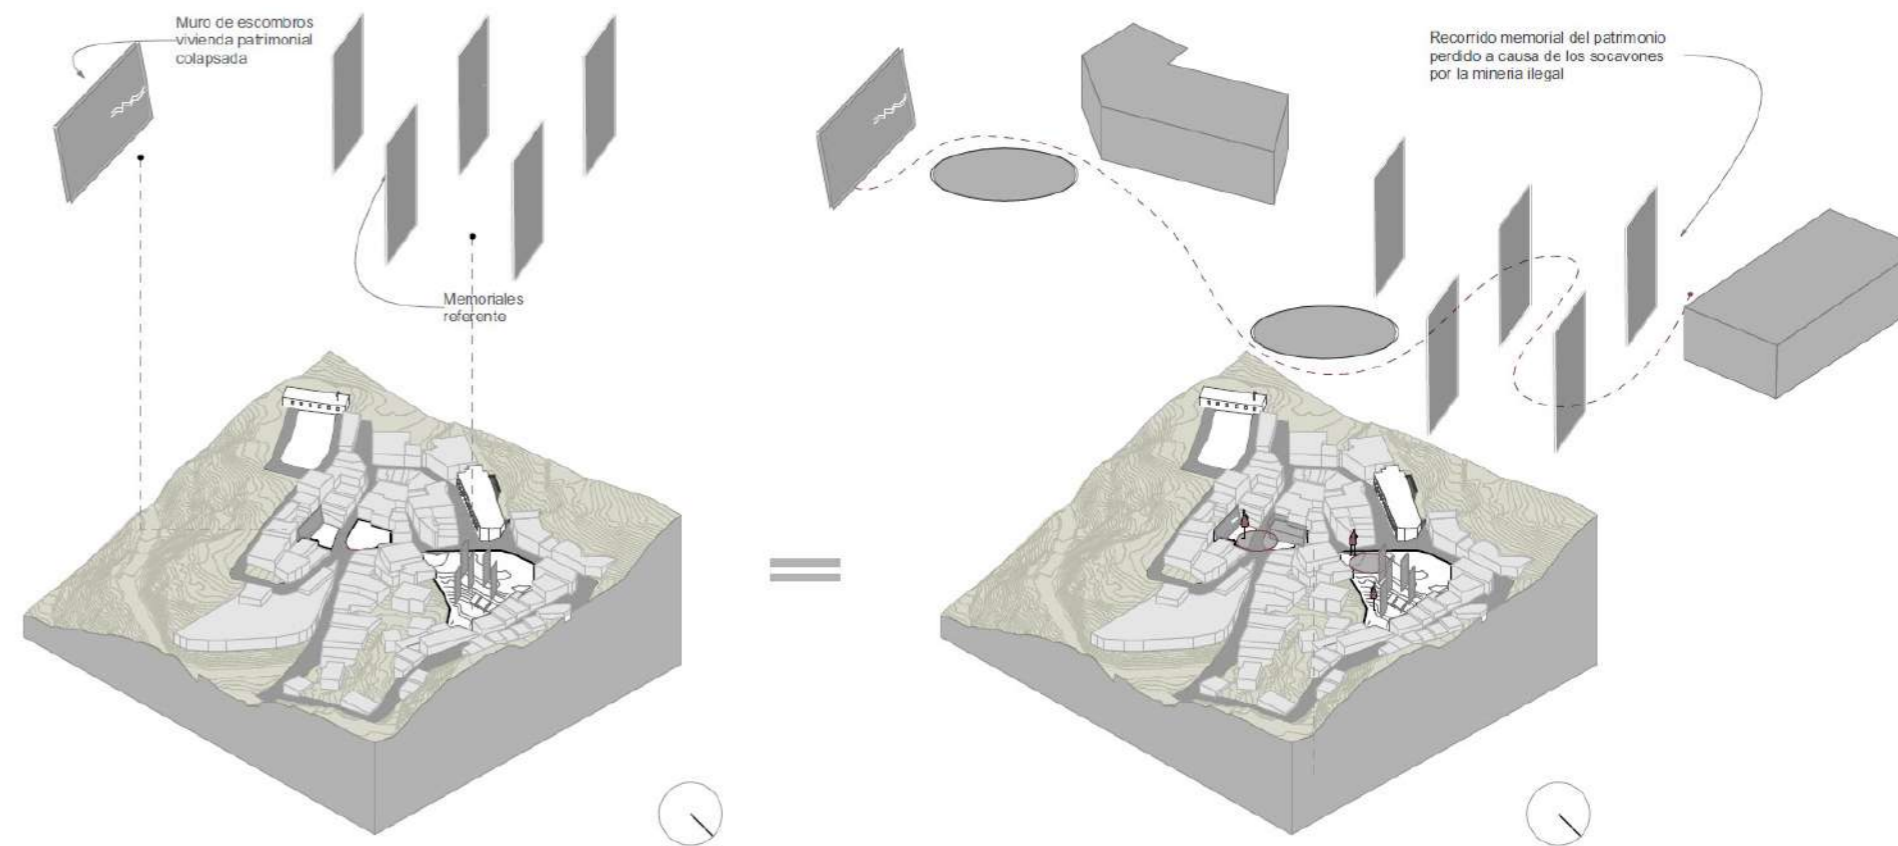 Muro de escombros
vivienda patrimonial
colapsada
Memoriales
referente
Recorrido memorial del patrimonio
perdido a causa de los socavones
por la mineria ilegal